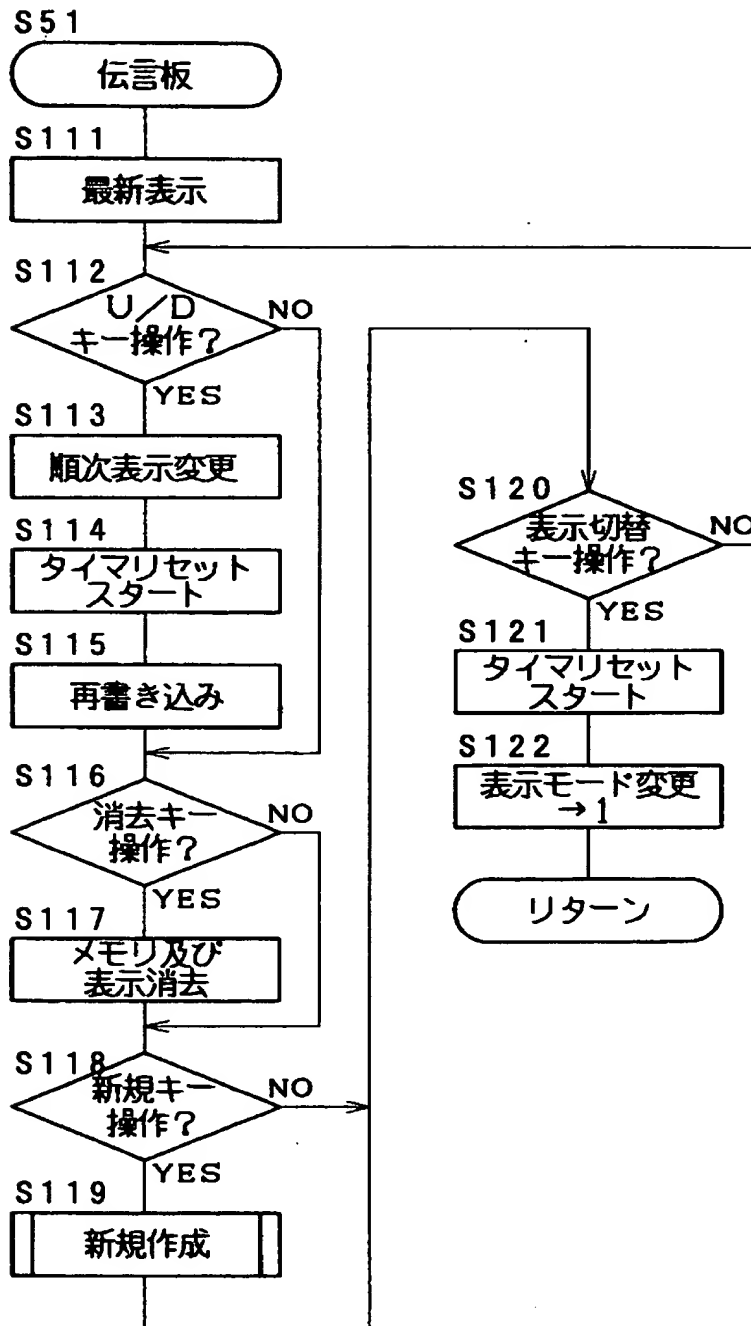 S51
伝言板
S111
最新表示
S112
U/D
キー操作?
NO
YES
S113
順次表示変更
S114
タイマリセット
スタート
S115
再書き込み
S116
消去キー
操作?
NO
YES
S117
メモリ及び
表示消去
S118
新規キー
操作?
NO
YES
S119
新規作成
S120
表示切替
キー操作?
NO
YES
S121
タイマリセット
スタート
S122
表示モード変更
→1
リターン